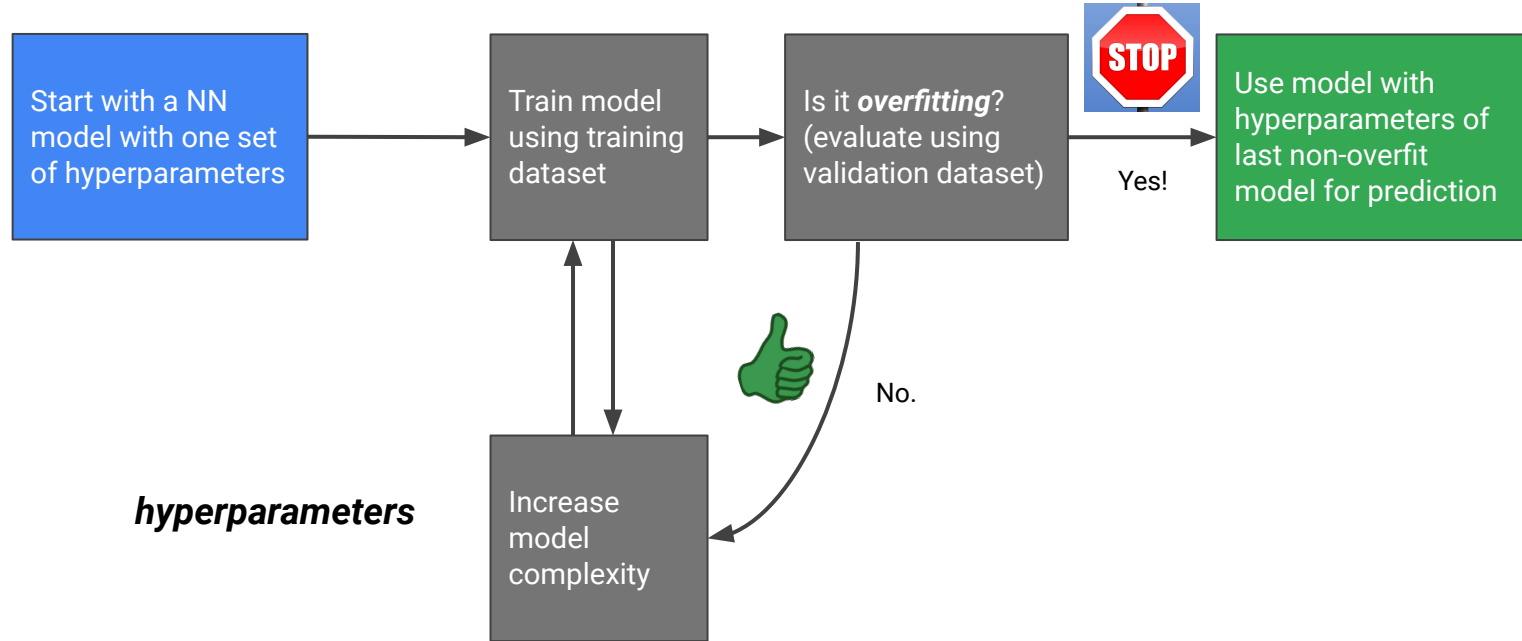 Start with a NN
model with one set
of hyperparameters
Train model
using training
dataset
Is it overfitting?
(evaluate using
validation dataset)
STOP
Yes!
Use model with
hyperparameters of
last non-overfit
model for prediction
No.
hyperparameters
Increase
model
complexity